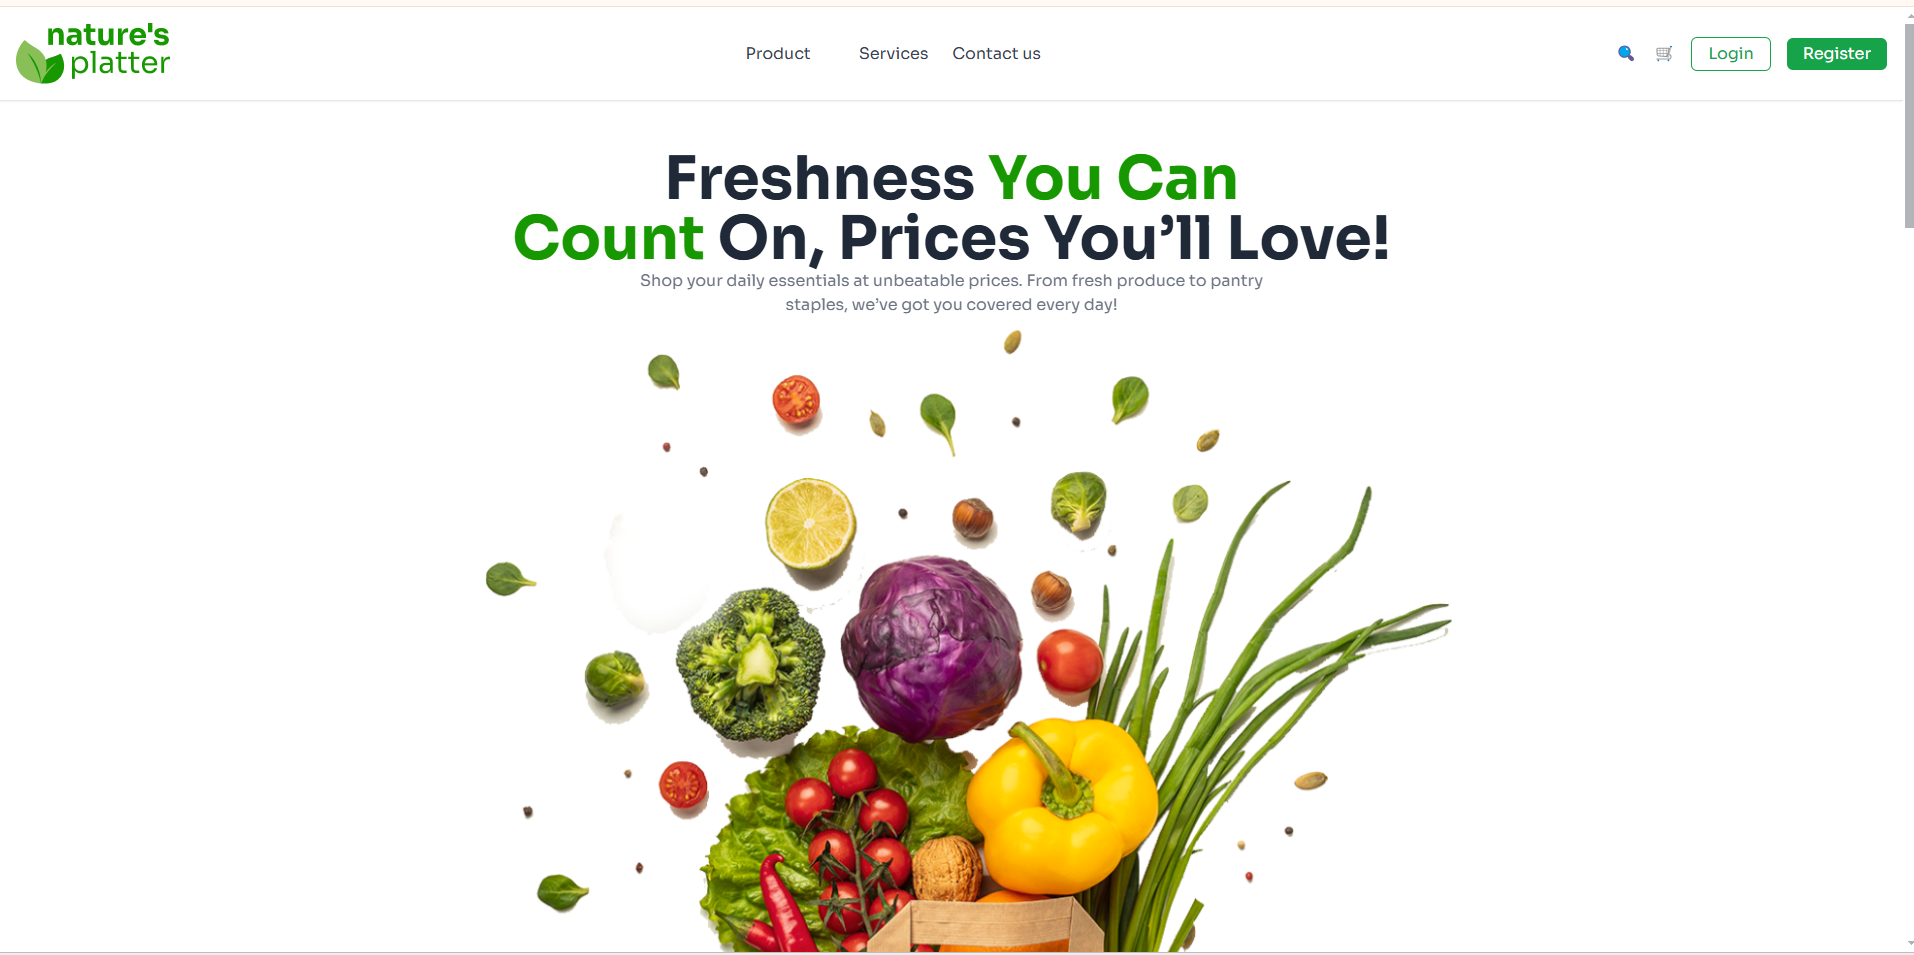 nature's
platter
Product Services Contact us
Login Register
Freshness You Can
Count On, Prices You’ll Love!
Shop your daily essentials at unbeatable prices. From fresh produce to pantry
staples, we’ve got you covered every day!